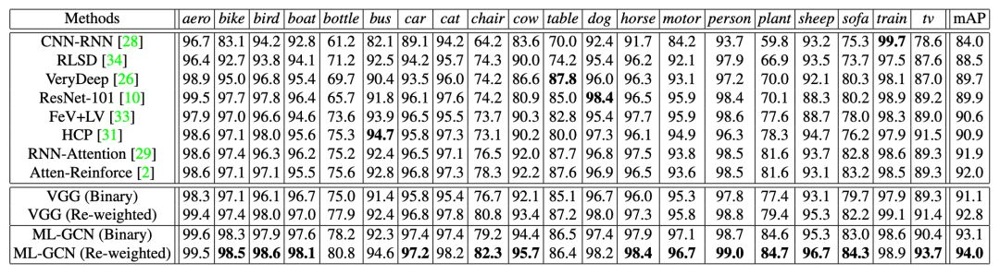 Methods aero bike bird boat bottle bus car cat chair cow table dog horse motor person plant sheep sofa train tv mAP
CNN-RNN [28] 96.7 83.1 94.2 92.8 61.2 82.1 89.1 94.2 64.2 83.6 70.0 92.4 91.7 84.2 93.7 59.8 93.2 75.3 99.7 78.6 84.0
RLSD [34] 96.4 92.7 93.8 94.1 71.2 92.5 94.2 95.7 74.3 90.0 74.2 95.4 96.2 92.1 97.9 66.9 93.5 73.7 97.5 87.6 88.5
VeryDeep [26] 98.9 95.0 96.8 95.4 69.7 90.4 93.5 96.0 74.2 86.6 87.8 96.0 96.3 93.1 97.2 70.0 92.1 80.3 98.1 87.0 89.7
ResNet-101 [10] 99.5 97.7 97.8 96.4 65.7 91.8 96.1 97.6 74.2 80.9 85.0 98.4 96.5 95.9 98.4 70.1 88.3 80.2 98.9 89.2 89.9
FeV+LV [33] 97.9 97.0 96.6 94.6 73.6 93.9 96.5 95.5 73.7 90.3 82.8 95.4 97.7 95.9 98.6 77.6 88.7 78.0 98.3 89.0 90.6
HCP [31] 98.6 97.1 98.0 95.6 75.3 94.7 95.8 97.3 73.1 90.2 80.0 97.3 96.1 94.9 96.3 78.3 94.7 76.2 97.9 91.5 90.9
RNN-Attention [29] 98.6 97.4 96.3 96.2 75.2 92.4 96.5 97.1 76.5 92.0 87.7 96.8 97.5 93.8 98.5 81.6 93.7 82.8 98.6 89.3 91.9
Atten-Reinforce [2] 98.6 97.1 97.1 95.5 75.6 92.8 96.8 97.3 78.3 92.2 87.6 96.9 96.5 93.6 98.5 81.6 93.1 83.2 98.5 89.3 92.0
VGG (Binary) 98.3 97.1 96.1 96.7 75.0 91.4 95.8 95.4 76.7 92.1 85.1 96.7 96.0 95.3 97.8 77.4 93.1 79.7 97.9 89.3 91.1
VGG (Re-weighted) 99.4 97.4 98.0 97.0 77.9 92.4 96.8 97.8 80.8 93.4 87.2 98.0 97.3 95.8 98.8 79.4 95.3 82.2 99.1 91.4 92.8
ML-GCN (Binary) 99.6 98.3 97.9 97.6 78.2 92.3 97.4 97.4 79.2 94.4 86.5 97.4 97.9 97.1 98.7 84.6 95.3 83.0 98.6 90.4 93.1
ML-GCN (Re-weighted) 99.5 98.5 98.6 98.1 80.8 94.6 97.2 98.2 82.3 95.7 86.4 98.2 98.4 96.7 99.0 84.7 96.7 84.3 98.9 93.7 94.0